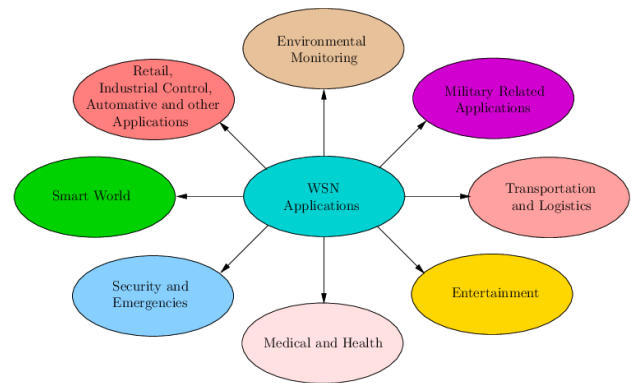 Environmental
Monitoring
Retail,
Industrial Control,
Automative and other
Applications
Military Related
Applications
Smart World
WSN
Applications
Transportation
and Logistics
Security and
Emergencies
Entertainment
Medical and Health